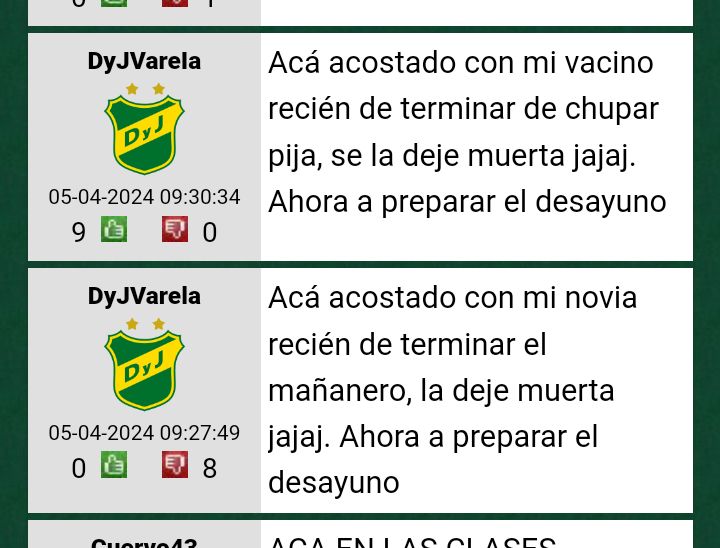 DyJVarela
DyJ
05-04-2024 09:30:34
9 0
Acá acostado con mi vacino
recién de terminar de chupar
pija, se la deje muerta jajaj.
Ahora a preparar el desayuno
DyJVarela
DyJ
05-04-2024 09:27:49
0 8
Acá acostado con mi novia
recién de terminar el
mañanero, la deje muerta
jajaj. Ahora a preparar el
desayuno
Cuervo43
ACA EN LAS CLASES